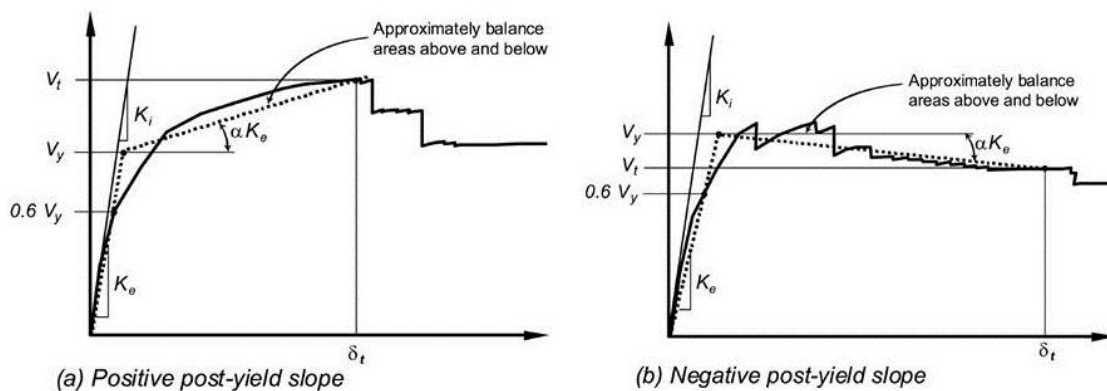 Approximately balance
areas above and below
V_t
K_i
αK_e
V_y
0.6 V_y
K_e
δ_t
(a) Positive post-yield slope
Approximately balance
areas above and below
K_i
V_y
αK_e
V_t
0.6 V_y
K_e
δ_t
(b) Negative post-yield slope